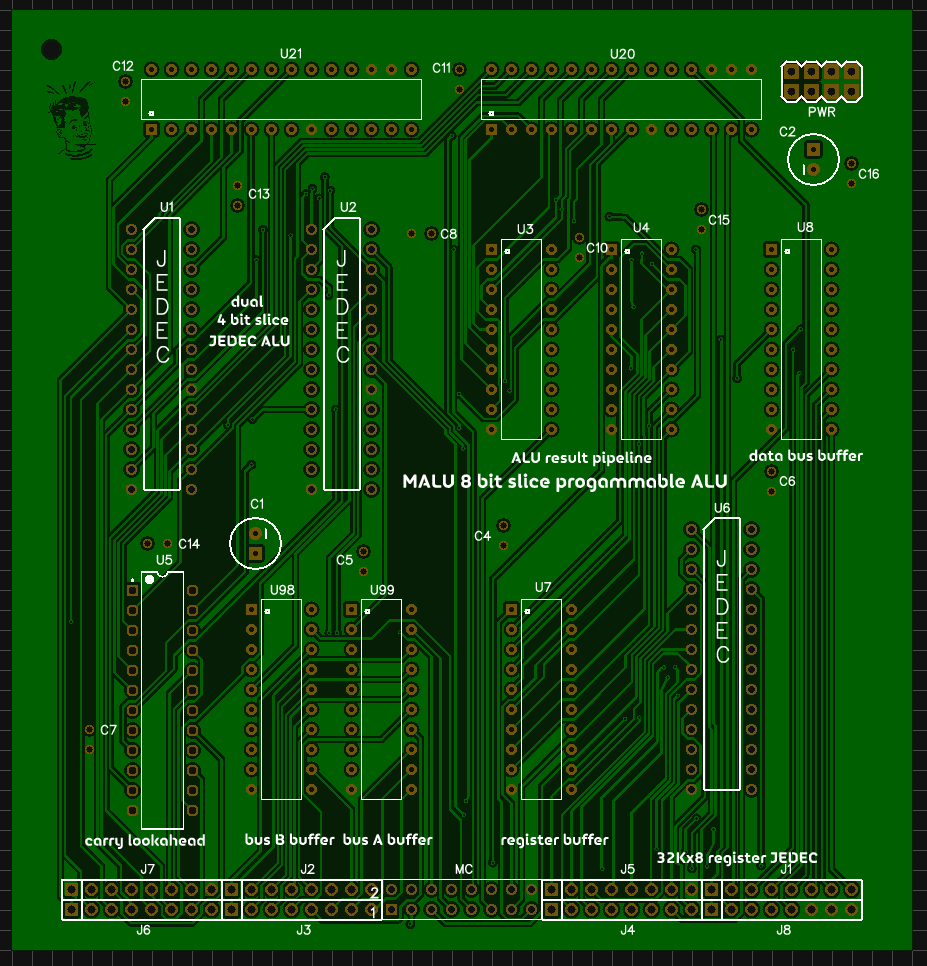 U21
U20
C12
C11
PWR
C2
C16
C13
U1
U2
C8
U3
U4
C15
U8
C10
JEDEC
JEDEC
dual
4 bit slice
JEDEC ALU
ALU result pipeline
data bus buffer
MALU 8 bit slice progammable ALU
C6
C1
U6
C4
C14
U5
C5
JEDEC
U98
U99
U7
C7
carry lookahead
bus B buffer
bus A buffer
register buffer
32Kx8 register JEDEC
J7
J2
MC
J5
J1
2
1
J6
J3
J4
J8